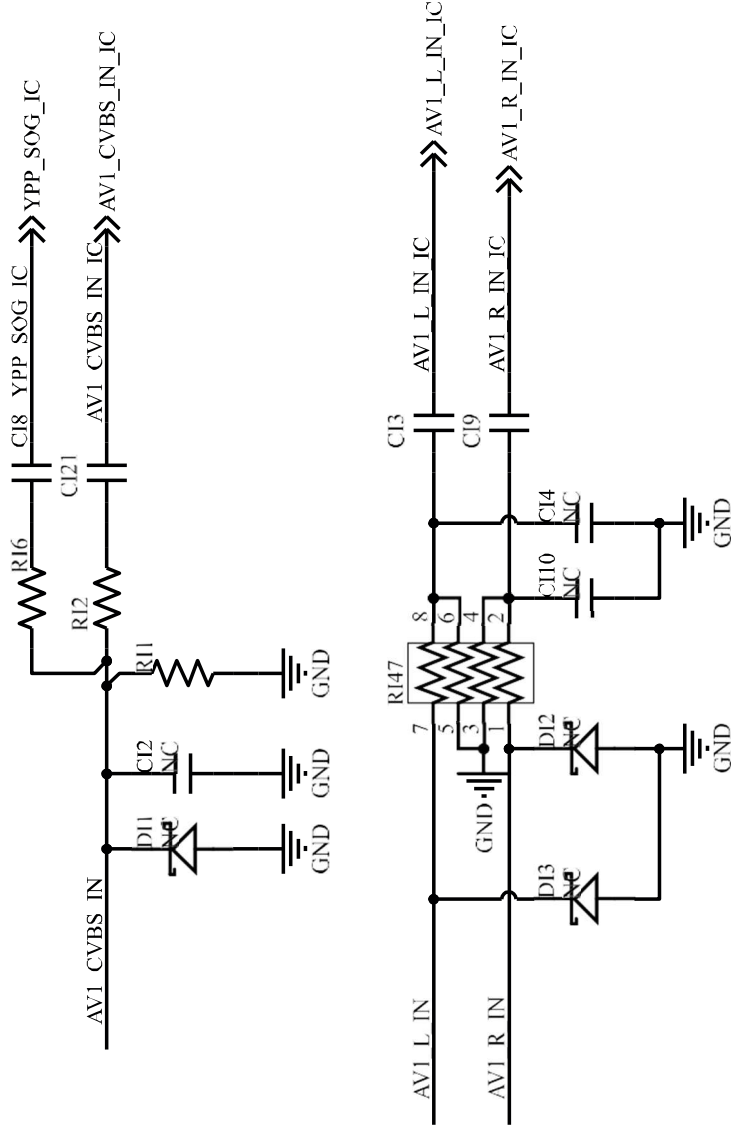 YPP_SOG_IC
AV1_CVBS_IN_IC
YPP_SOG_IC
AV1_CVBS_IN_IC
CI8
CI21
RI6
RI2
RI1
GND
CI2
NC
GND
DI1
NC
GND
AV1_CVBS_IN
AV1_L_IN_IC
AV1_R_IN_IC
AV1_L_IN_IC
AV1_R_IN_IC
CI3
CI9
CI4
NC
CI10
NC
GND
8
6
4
2
RI47
7
5
3
1
GND
DI2
NC
DI3
NC
GND
AV1_L_IN
AV1_R_IN